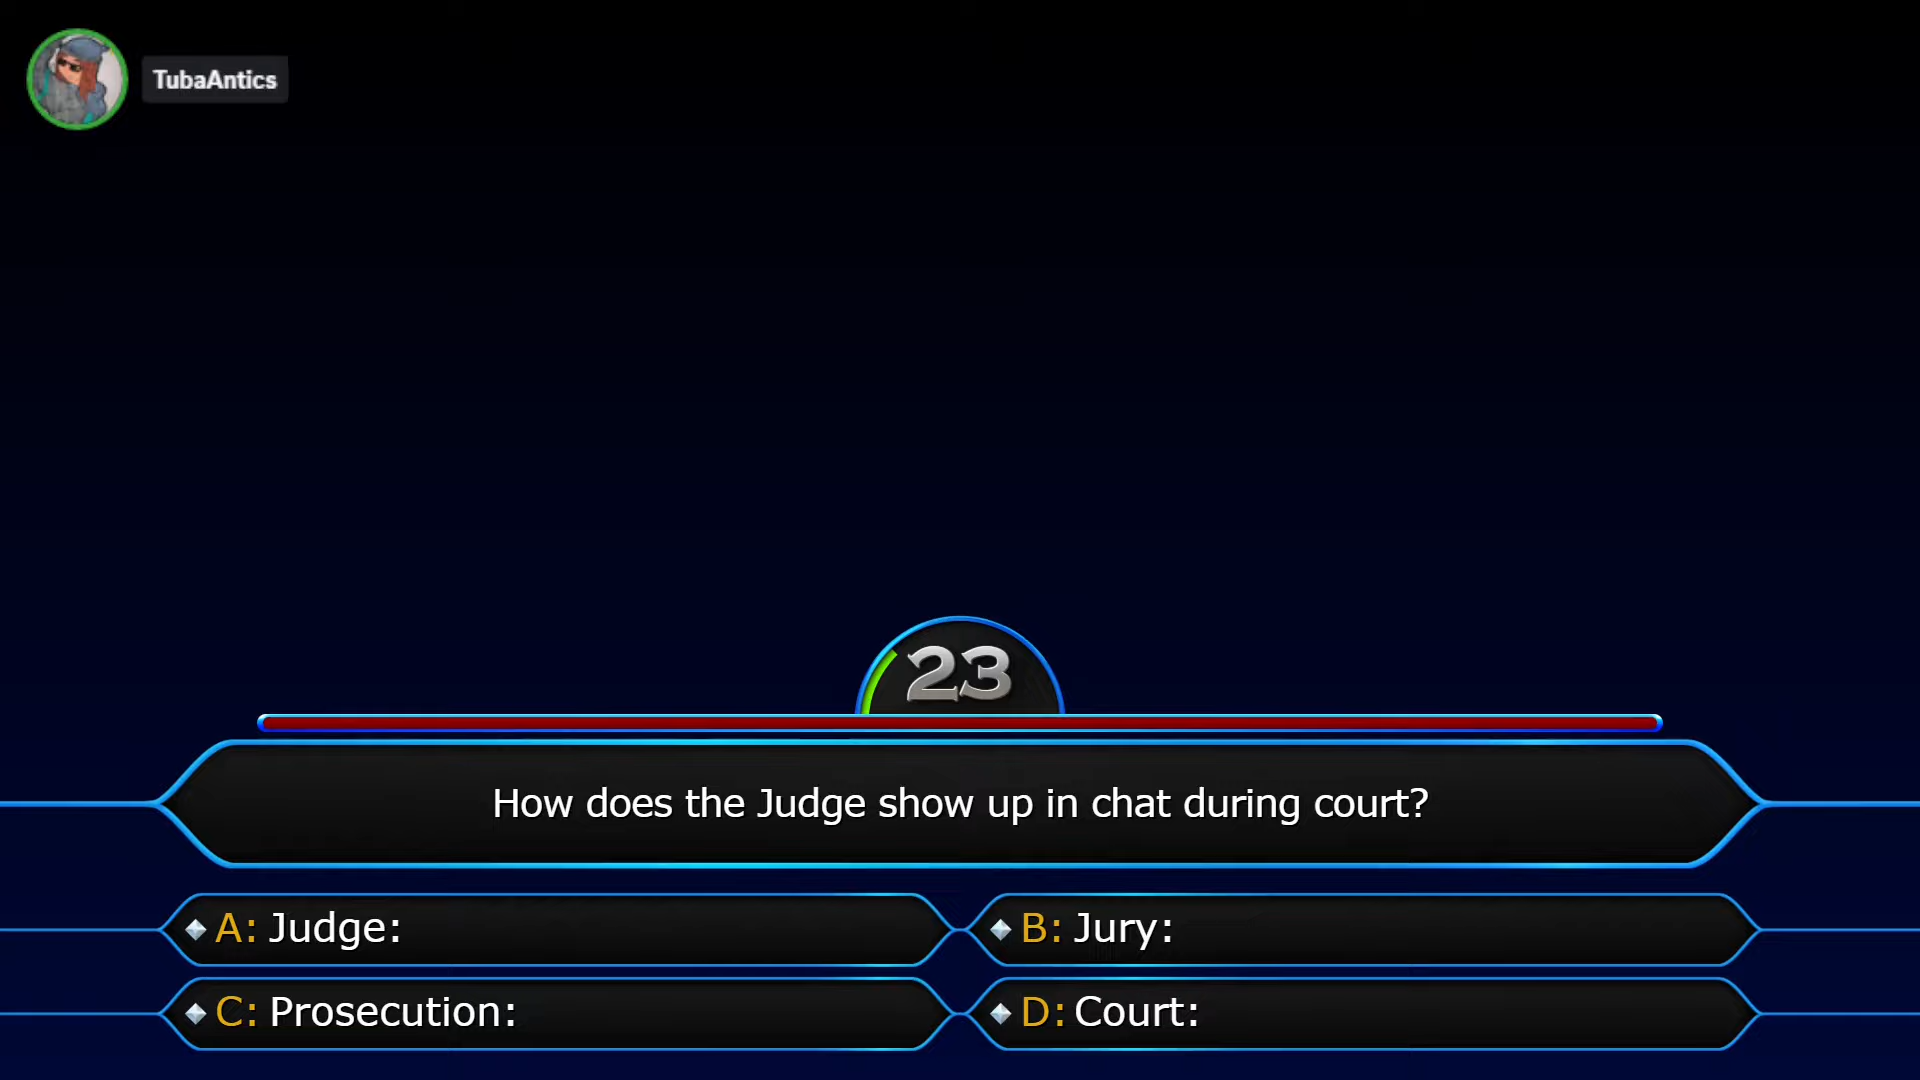 TubaAntics
23
How does the Judge show up in chat during court?
A: Judge:
B: Jury:
C: Prosecution:
D: Court: